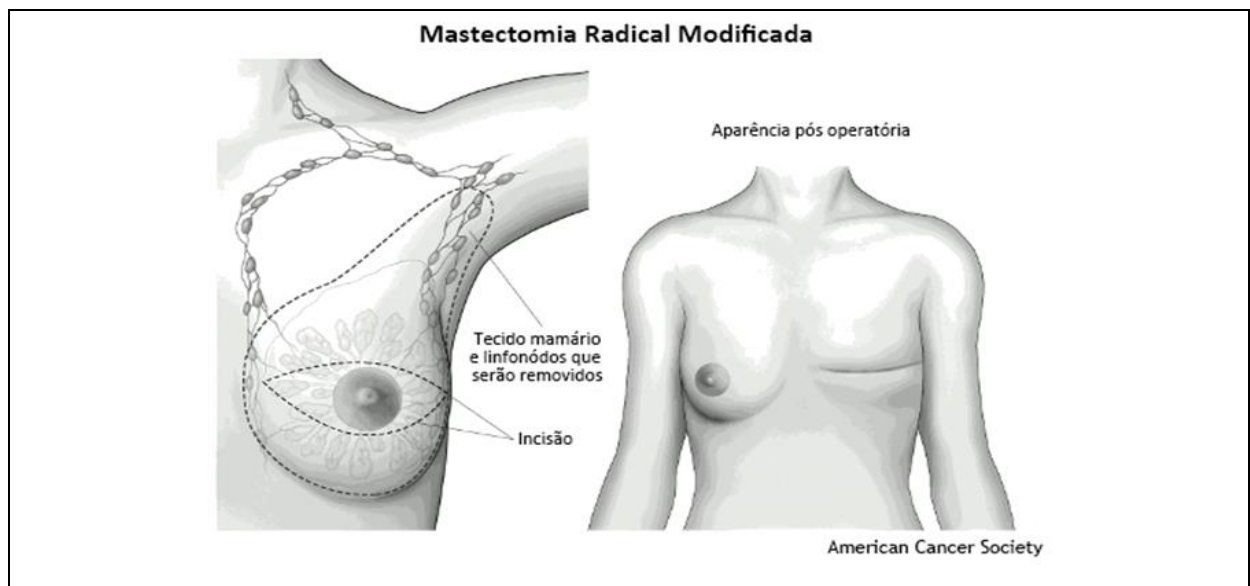 Mastectomia Radical Modificada
Aparência pós operatória
Tecido mamário
e linfonódos que
serão removidos
Incisão
American Cancer Society